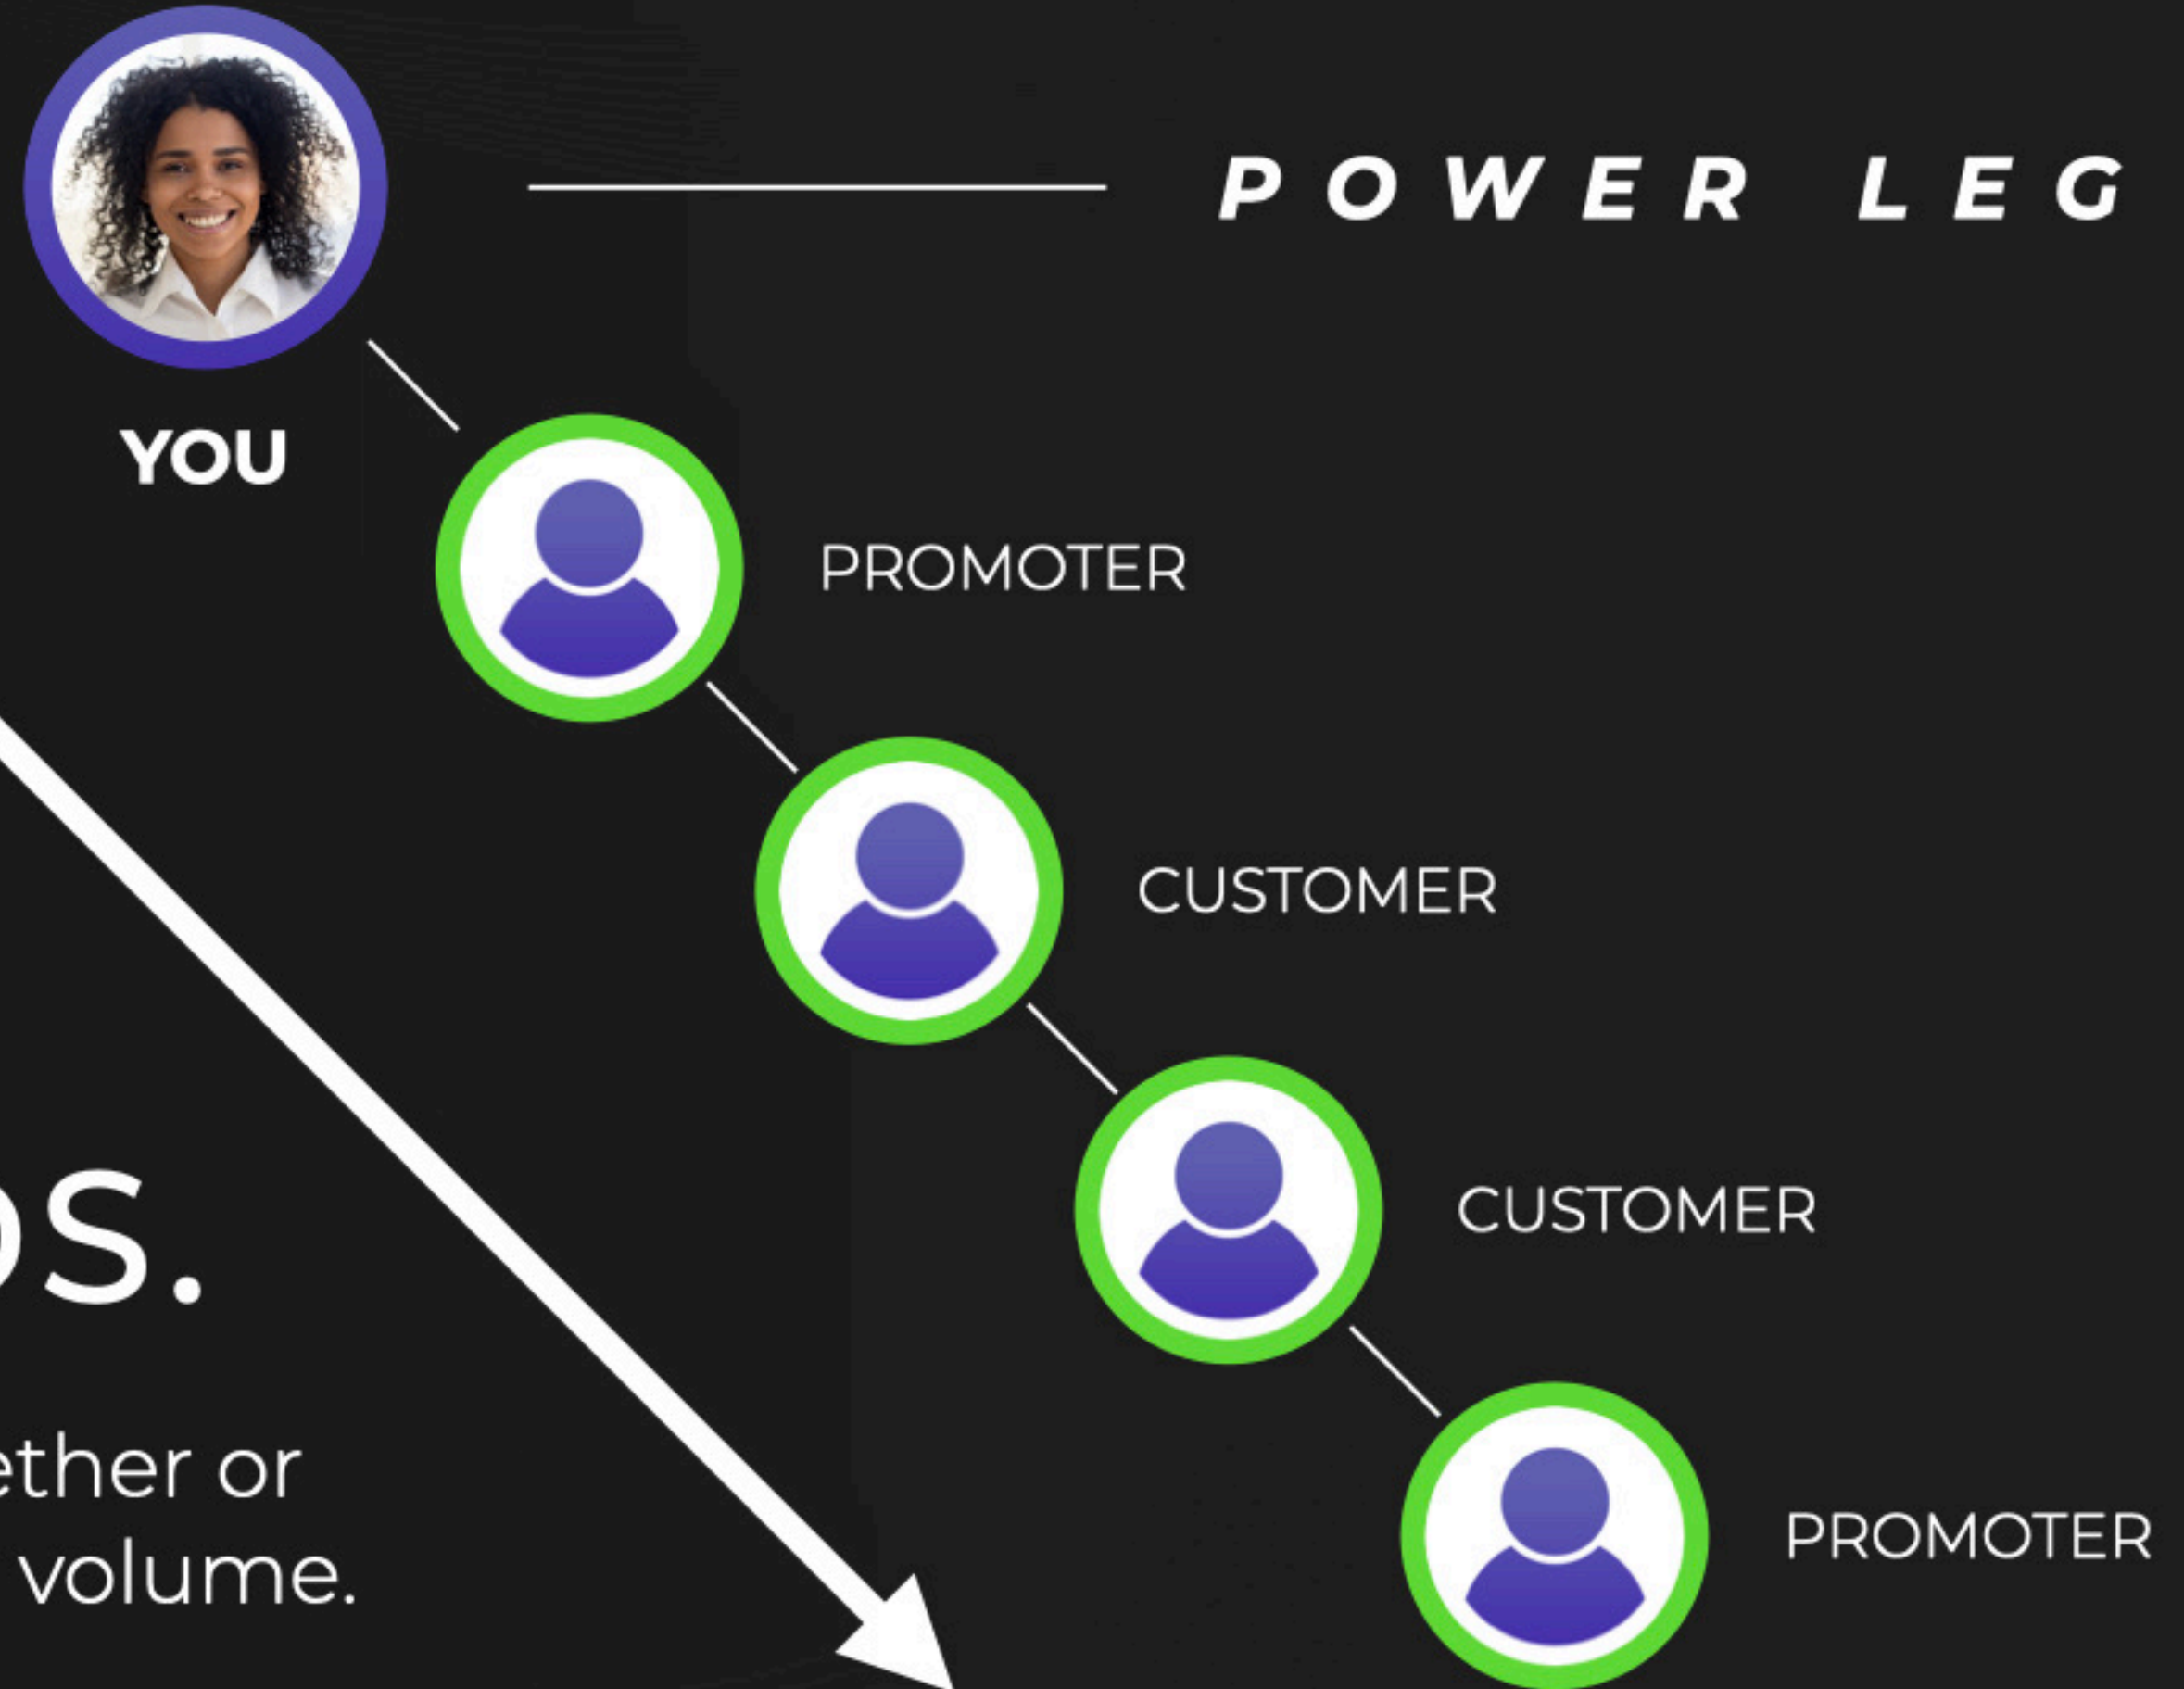 POWER LEG
YOU
PROMOTER
CUSTOMER
CUSTOMER
s.
ether or
volume.
PROMOTER